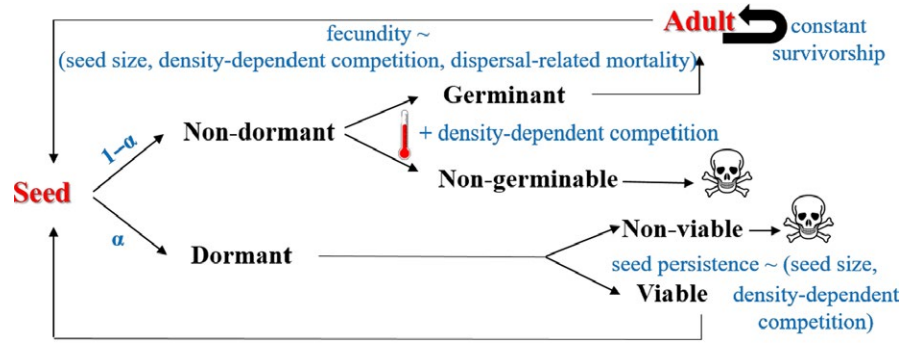 Adult
constant
survivorship
fecundity ~
(seed size, density-dependent competition, dispersal-related mortality)
Germinant
Non-dormant
+ density-dependent competition
1−α
Non-germinable
Seed
α
Non-viable
Dormant
seed persistence ~ (seed size,
Viable
density-dependent
competition)